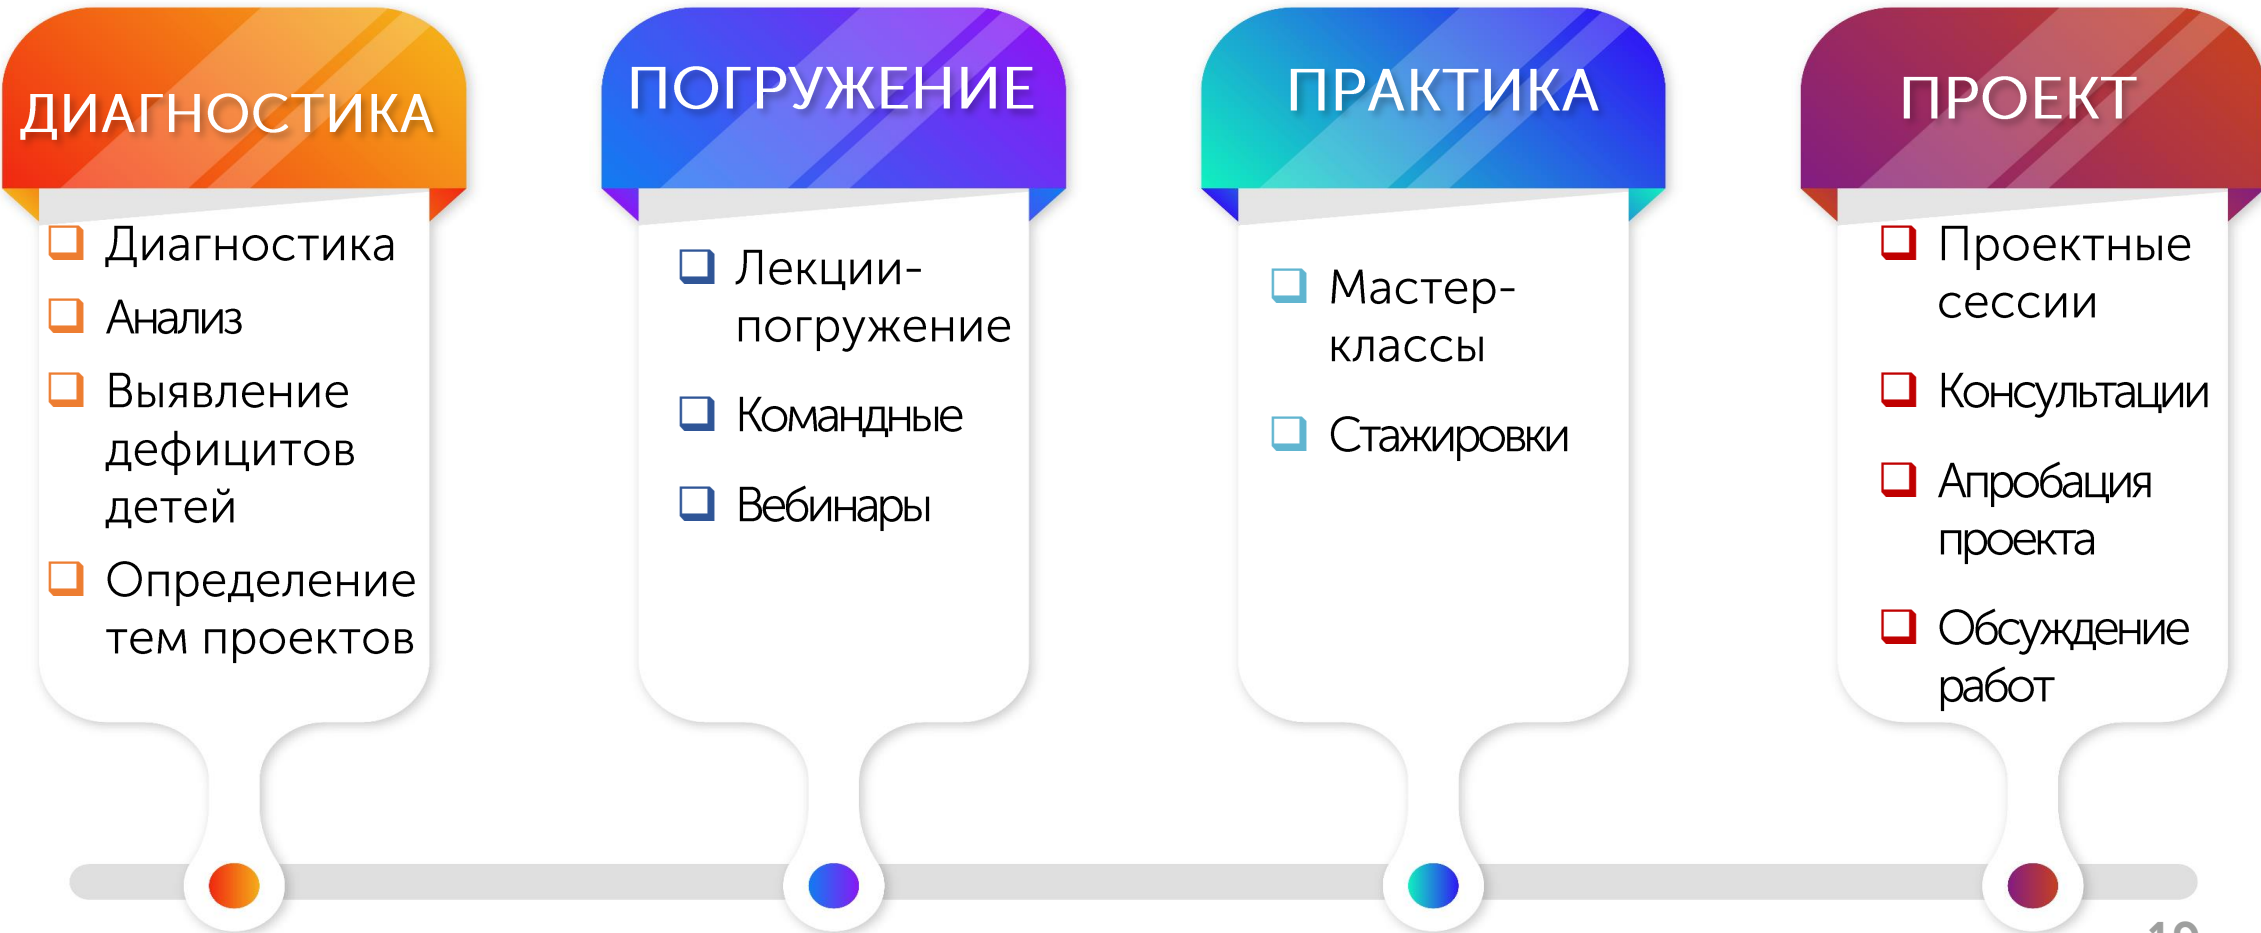 ДИАГНОСТИКА
Диагностика
Анализ
Выявление
дефицитов
детей
Определение
тем проектов
ПОГРУЖЕНИЕ
Лекции-
погружение
Командные
Вебинары
ПРАКТИКА
Мастер-
классы
Стажировки
ПРОЕКТ
Проектные
сессии
Консультации
Апробация
проекта
Обсуждение
работ